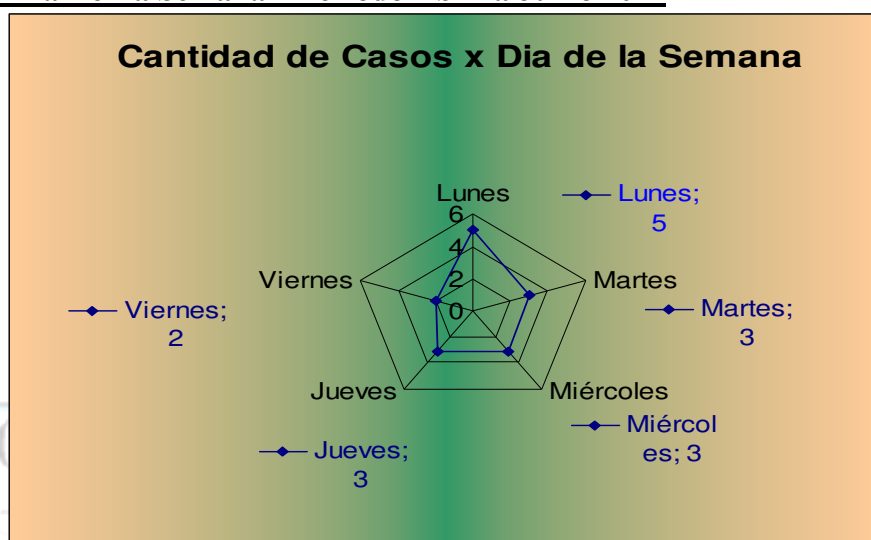 Cantidad de Casos x Dia de la Semana
Lunes
Lunes;
5
6
4
2
0
Viernes
Martes
Viernes;
2
Martes;
3
Jueves
Miércoles
Miércol
es; 3
Jueves;
3